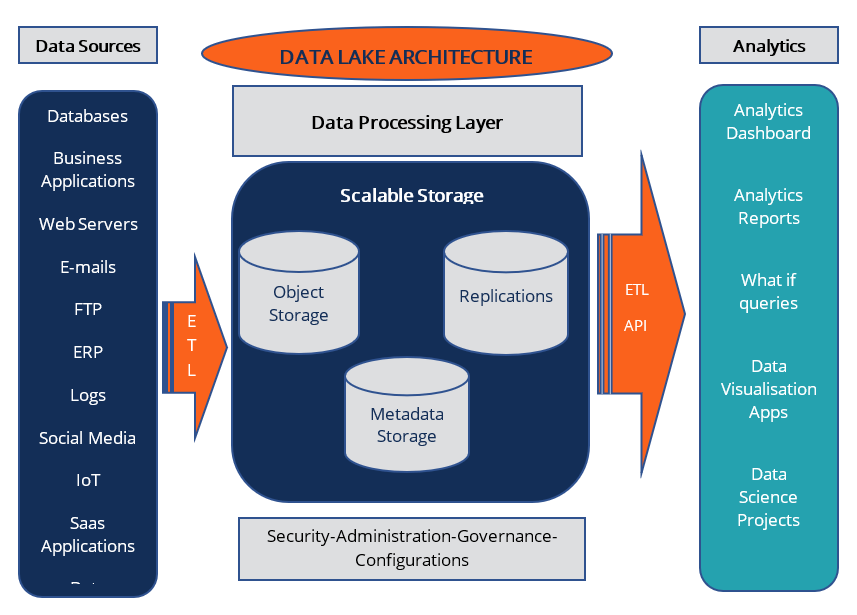 Data Sources
DATA LAKE ARCHITECTURE
Analytics
Databases
Business
Applications
Web Servers
E-mails
FTP
ERP
Logs
Social Media
IoT
Saas
Applications
E
T
L
Data Processing Layer
Scalable Storage
Object
Storage
Replications
Metadata
Storage
Security-Administration-Governance-
Configurations
ETL
API
Analytics
Dashboard
Analytics
Reports
What if
queries
Data
Visualisation
Apps
Data
Science
Projects